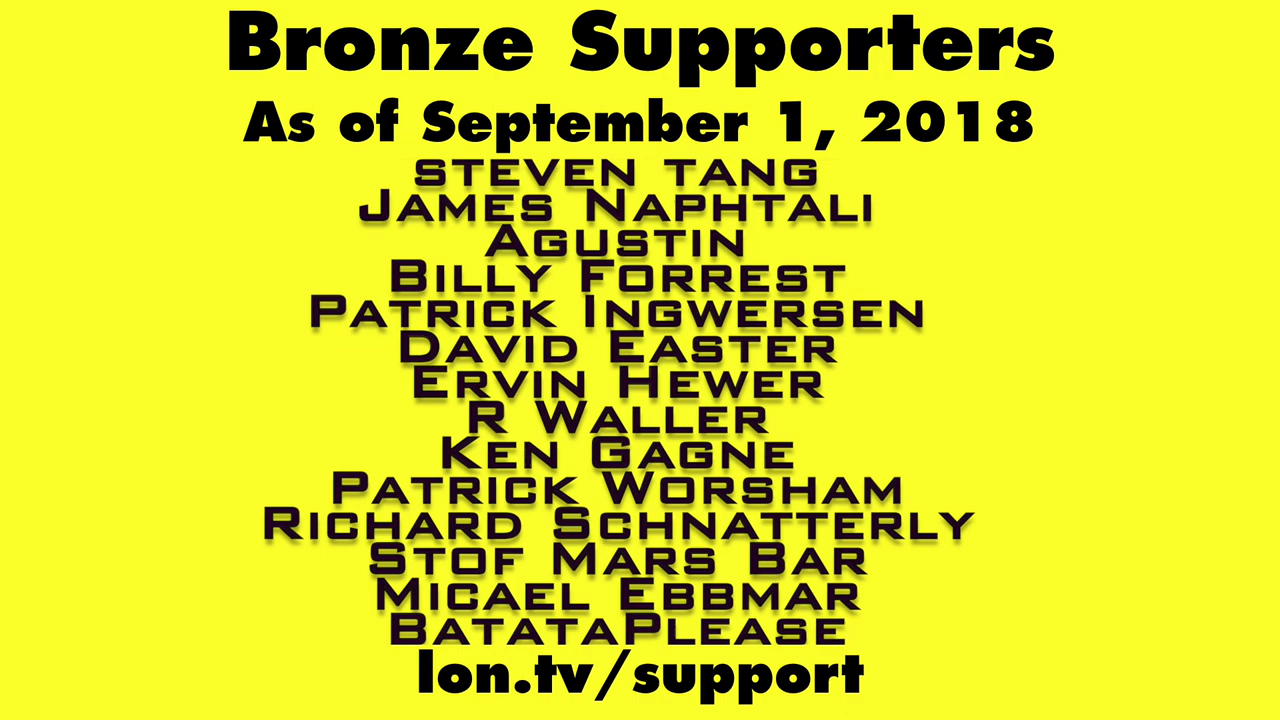 Bronze Supporters
As of September 1, 2018
steven tang
James Naphtali
Agustin
Billy Forrest
Patrick Ingwersen
David Easter
Ervin Hewer
R Waller
Ken Gagne
Patrick Worsham
Richard Schnatterly
Stof Mars Bar
Micael Ebbmar
BatataPlease
lon.tv/support